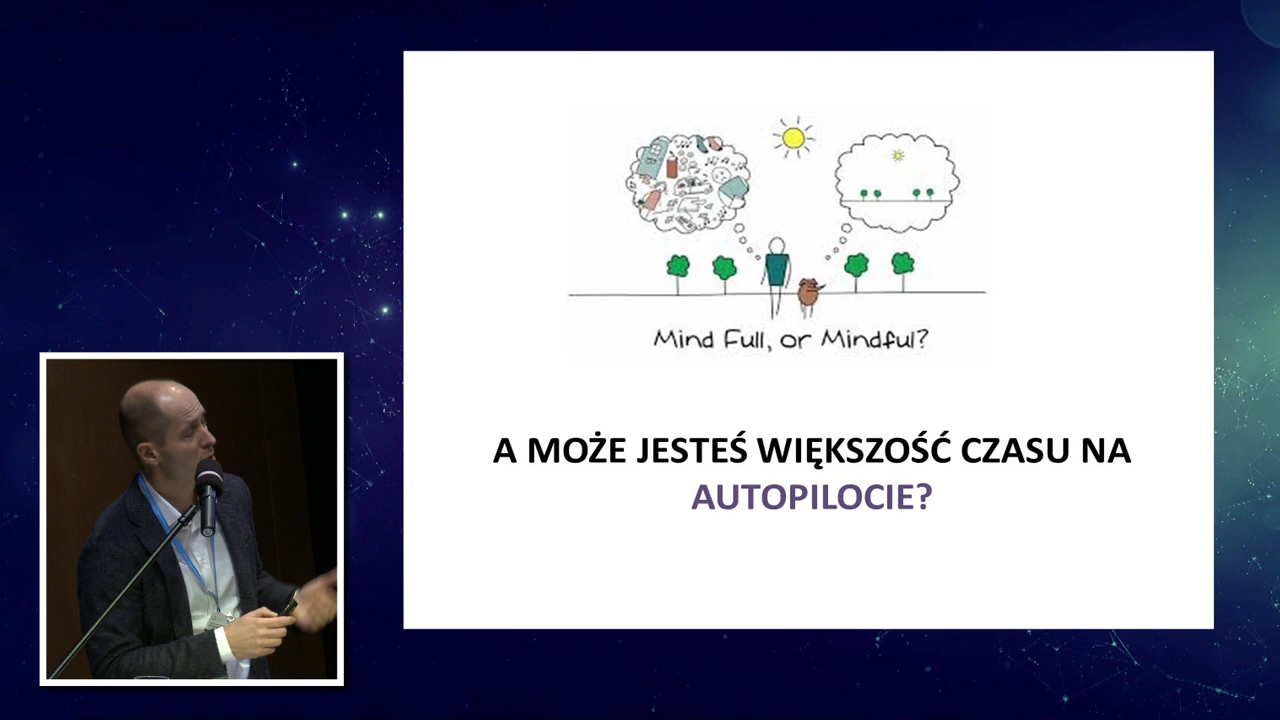 Mind Full, or Mindful?
A MOŻE JESTEŚ WIĘKSZOŚĆ CZASU NA
AUTOPILOCIE?